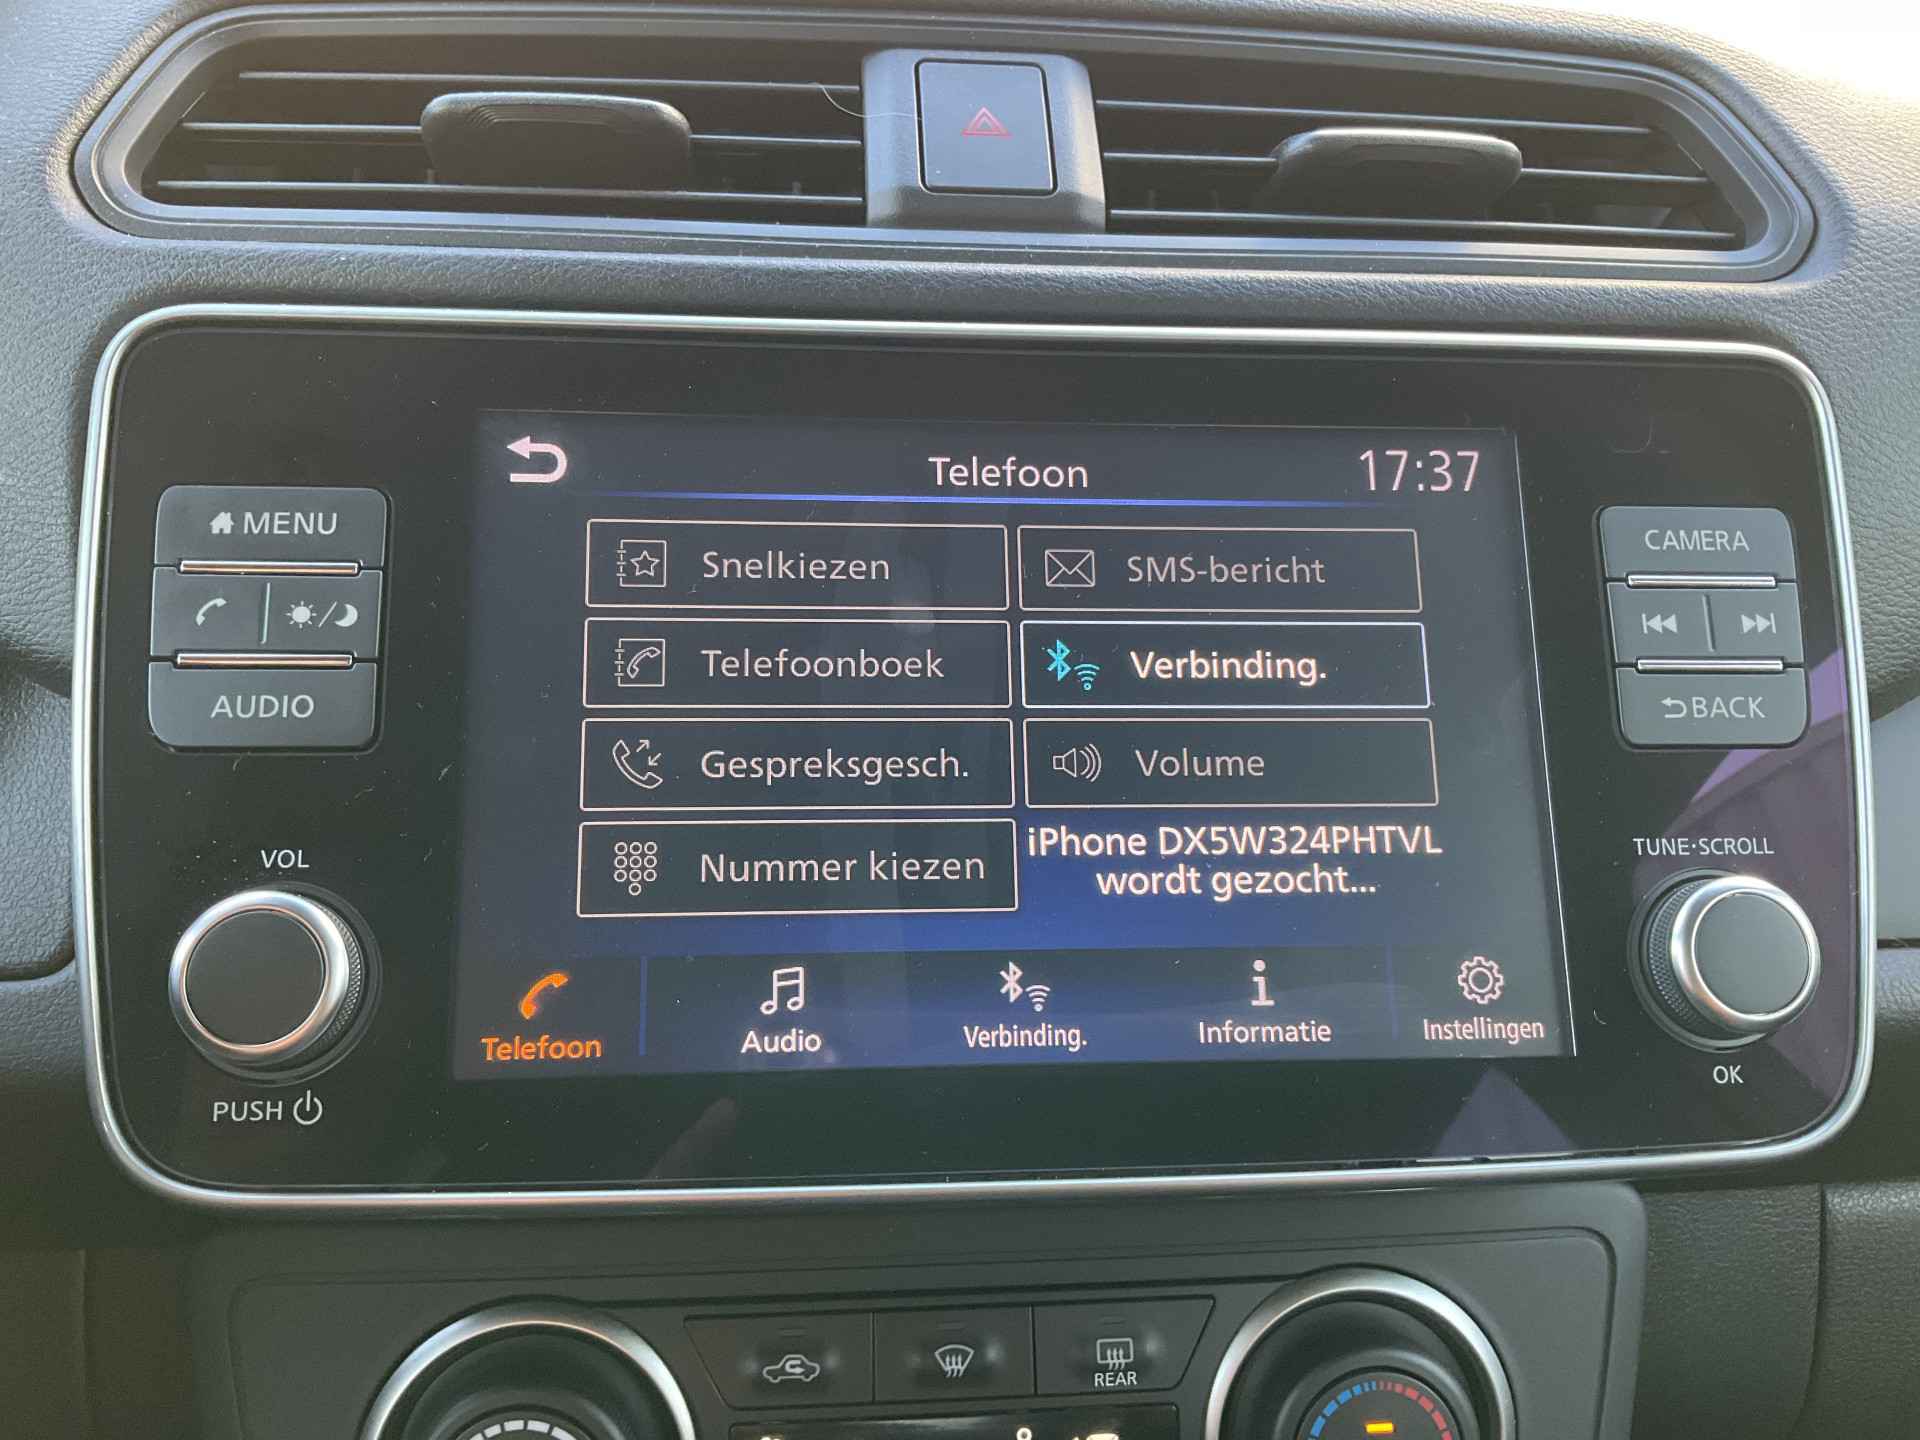 Telefoon
17:37
MENU
AUDIO
VOL
PUSH
Snelkiezen
SMS-bericht
Telefoonboek
Verbinding.
Gespreksgesch.
Volume
Nummer kiezen
iPhone DX5W324PHTVL
wordt gezocht...
Telefoon
Audio
Verbinding.
Informatie
Instellingen
CAMERA
BACK
TUNE·SCROLL
OK
REAR